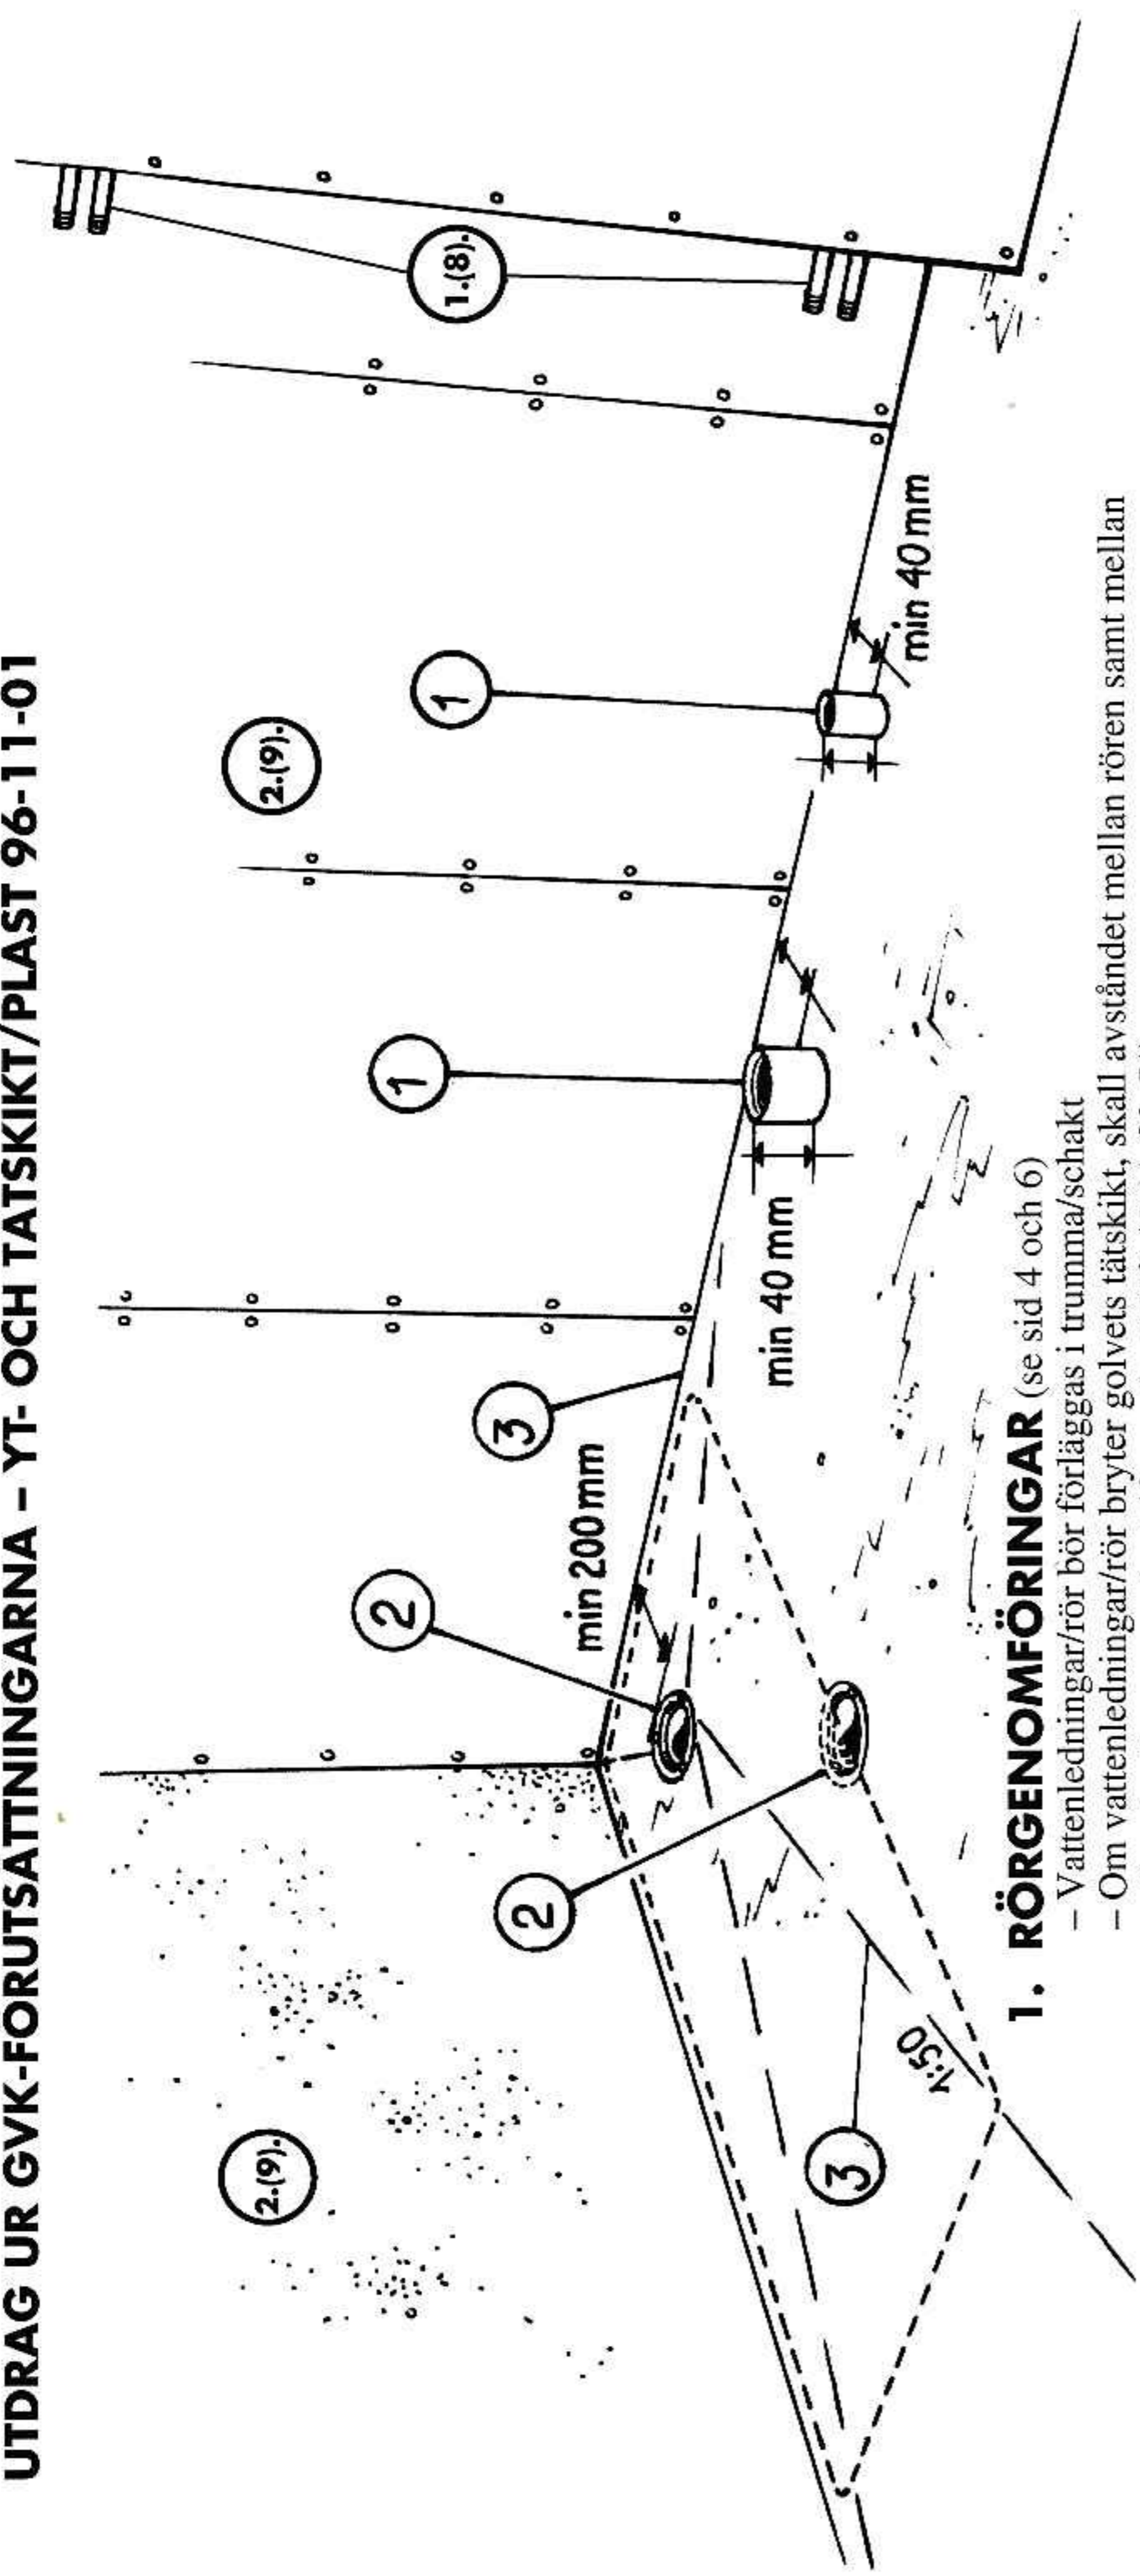 UTDRAG UR GVK-FORUTSATTNINGARNA – YT- OCH TATSKIKT/PLAST 96-11-01
2.(9).
2.(9).
1.(8).
1
1
2
2
3
3
min 200mm
min 40 mm
min 40mm
1:50
1. RÖRGENOMFÖRINGAR (se sid 4 och 6)
– Vattenledningar/rör bör förläggas i trumma/schakt
– Om vattenledningar/rör bryter golvets tätskikt, skall avståndet mellan rören samt mellan